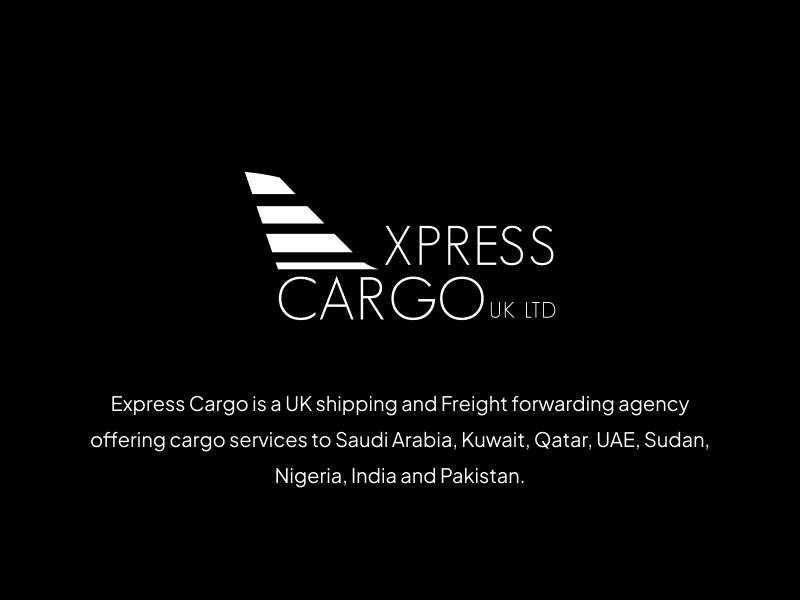 XPRESS
CARGO UK LTD
Express Cargo is a UK shipping and Freight forwarding agency
offering cargo services to Saudi Arabia, Kuwait, Qatar, UAE, Sudan,
Nigeria, India and Pakistan.